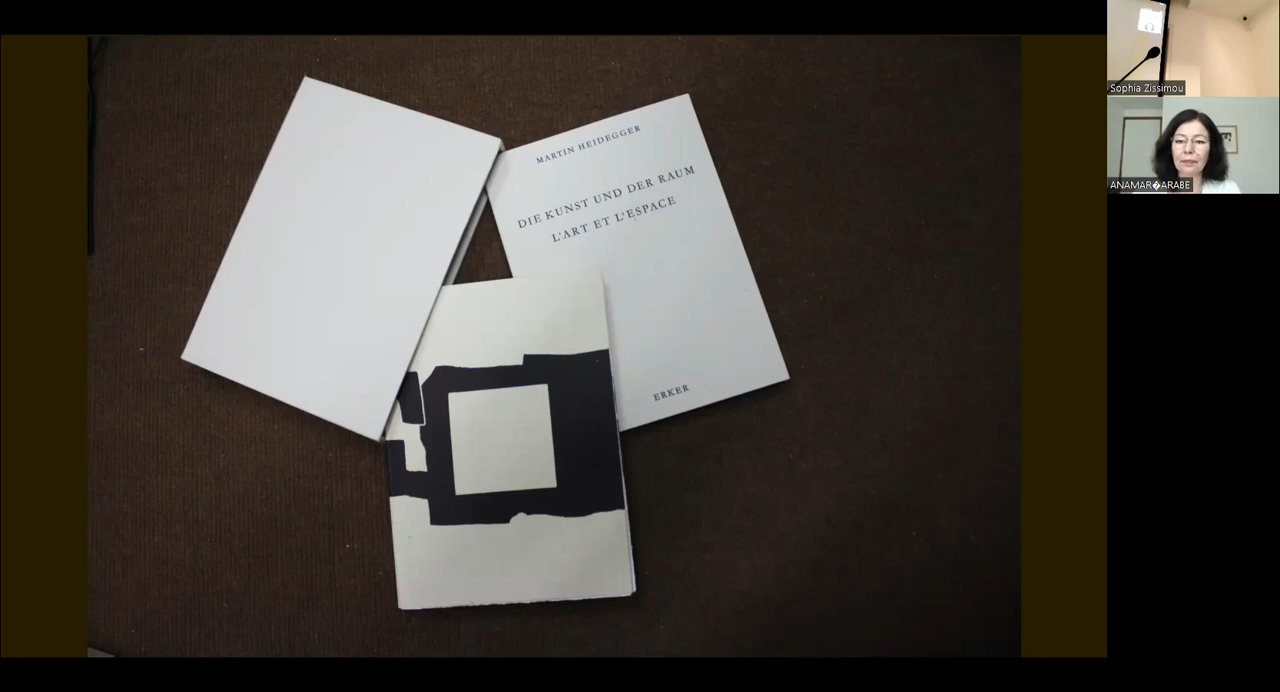 MARTIN HEIDEGGER
DIE KUNST UND DER RAUM
L'ART ET L'ESPACE
ERKER
Sophia Zissimou
ANAMAR�ARABE